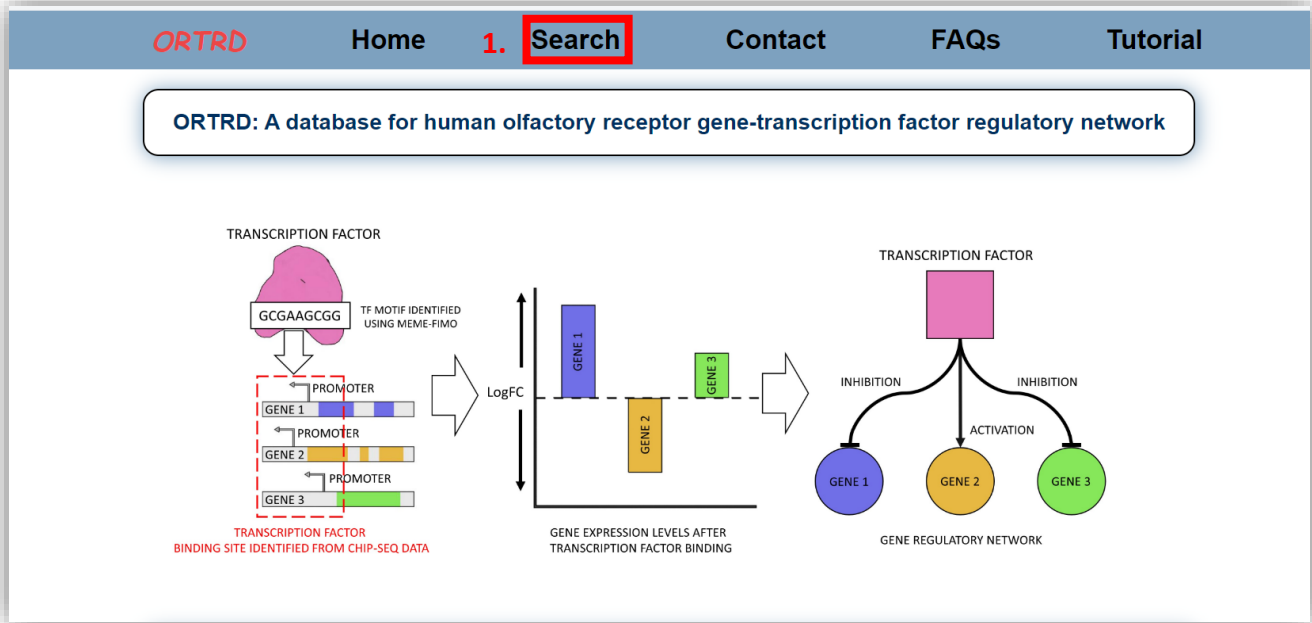 ORTRD Home 1. Search Contact FAQs Tutorial
ORTRD: A database for human olfactory receptor gene-transcription factor regulatory network
TRANSCRIPTION FACTOR
GCGAAGCGG
TF MOTIF IDENTIFIED
USING MEME-FIMO
PROMOTER
GENE 1
PROMOTER
GENE 2
PROMOTER
GENE 3
TRANSCRIPTION FACTOR
BINDING SITE IDENTIFIED FROM CHIP-SEQ DATA
LogFC
GENE 1
GENE 2
GENE 3
GENE EXPRESSION LEVELS AFTER
TRANSCRIPTION FACTOR BINDING
TRANSCRIPTION FACTOR
INHIBITION
INHIBITION
ACTIVATION
GENE 1
GENE 2
GENE 3
GENE REGULATORY NETWORK